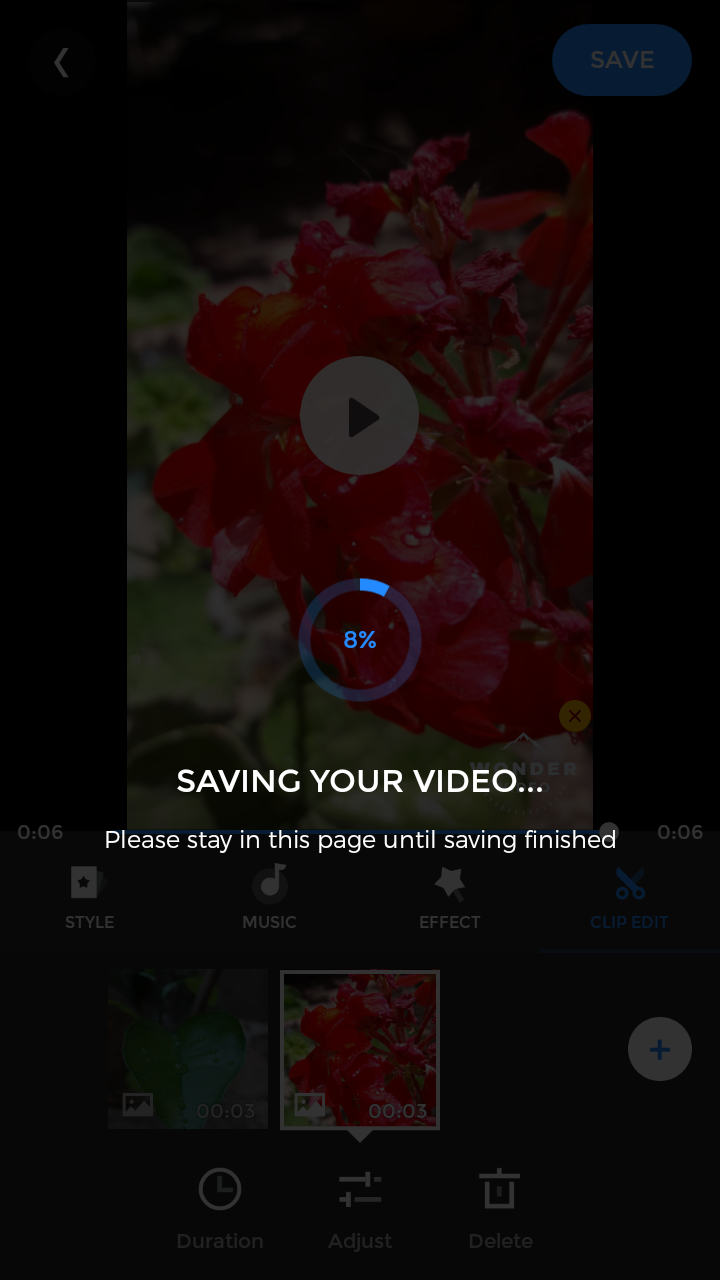 SAVE
8%
WONDER
SAVING YOUR VIDEO...
0:06
0:06
Please stay in this page until saving finished
STYLE
MUSIC
EFFECT
CLIP EDIT
00:03
00:03
Duration
Adjust
Delete